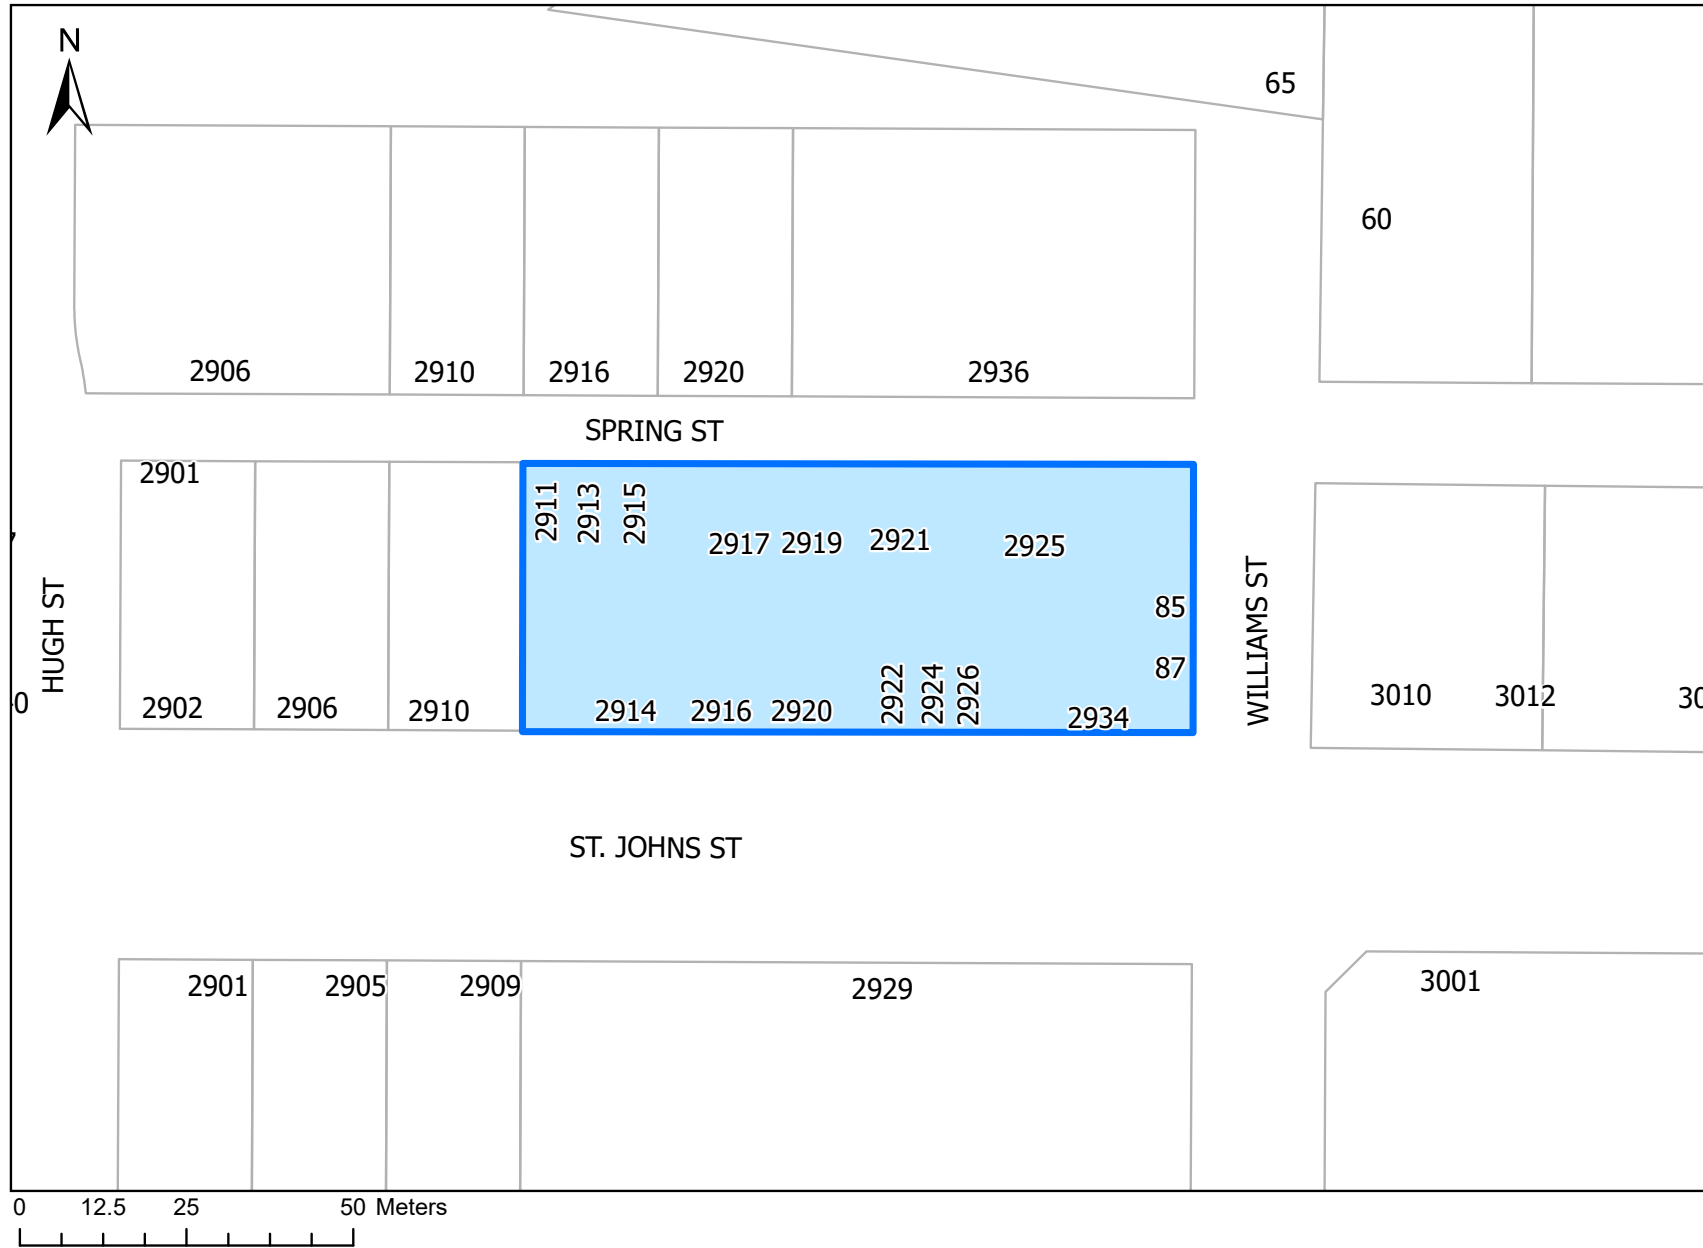 N
65
60
2906 2910 2916 2920 2936
SPRING ST
2901
2911 2913 2915
2917 2919 2921 2925
85
87
HUGH ST
WILLIAMS ST
2902 2906 2910
2914 2916 2920 2922 2924 2926 2934
3010 3012
ST. JOHNS ST
2901 2905 2909 2929 3001
0 12.5 25 50 Meters